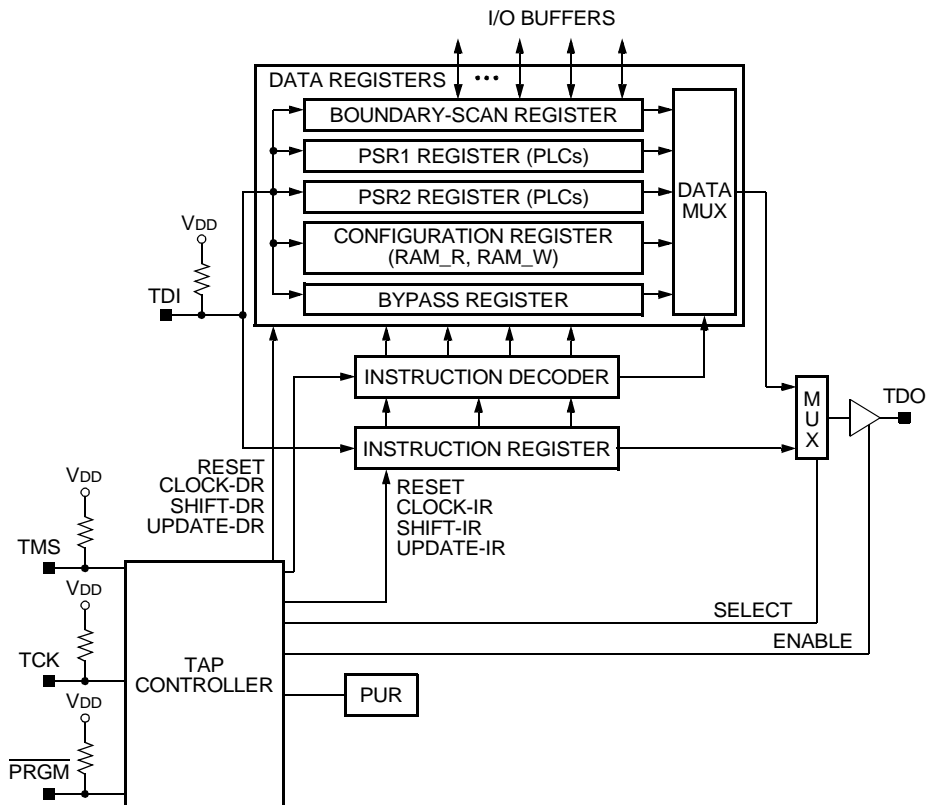 I/O BUFFERS
DATA REGISTERS
•••
BOUNDARY-SCAN REGISTER
PSR1 REGISTER (PLCs)
PSR2 REGISTER (PLCs)
DATA
MUX
CONFIGURATION REGISTER
(RAM_R, RAM_W)
BYPASS REGISTER
VDD
TDI
INSTRUCTION DECODER
INSTRUCTION REGISTER
M
U
X
TDO
RESET
CLOCK-DR
SHIFT-DR
UPDATE-DR
RESET
CLOCK-IR
SHIFT-IR
UPDATE-IR
VDD
TMS
VDD
TCK
VDD
PRGM
TAP
CONTROLLER
SELECT
ENABLE
PUR